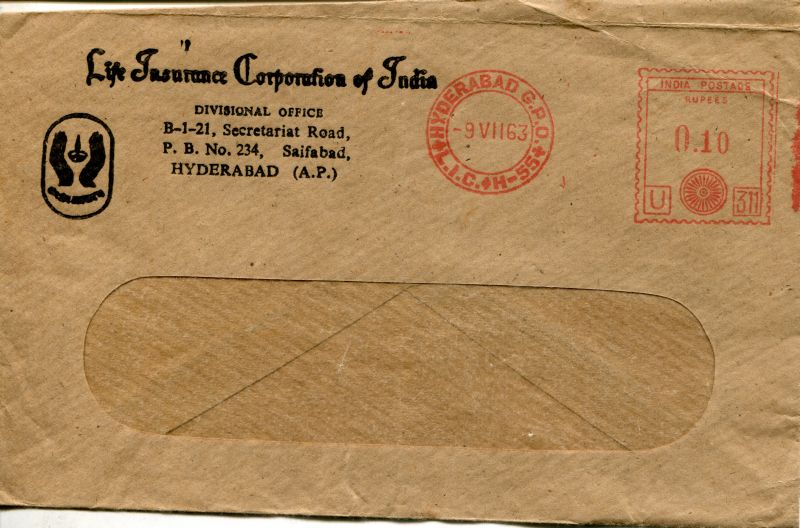 Life Insurance Corporation of India
DIVISIONAL OFFICE
B-1-21, Secretariat Road,
P. B. No. 234, Saifabad,
HYDERABAD (A.P.)
HYDERABAD G.P.O.
-9 VII 63
L.I.C. H-55
INDIA POSTAGE
RUPEES
0.10
U
311